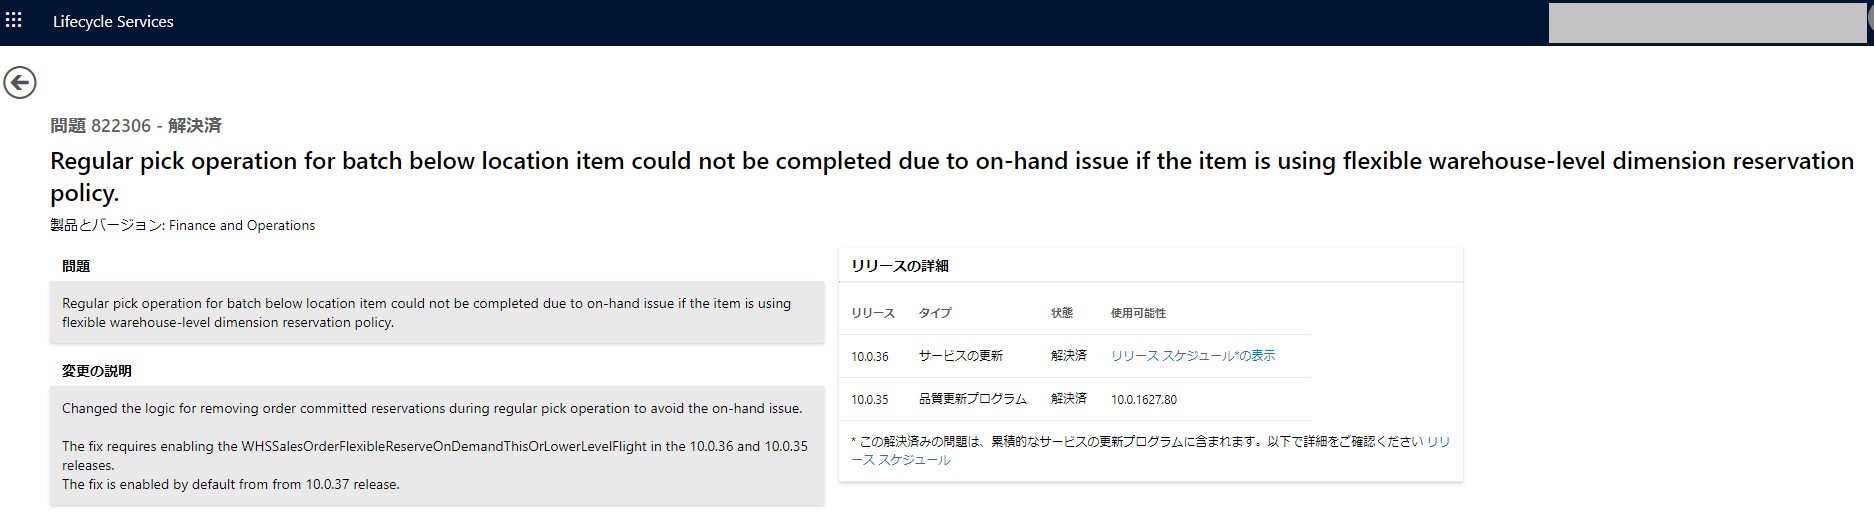 Lifecycle Services
問題 822306 - 解決済
Regular pick operation for batch below location item could not be completed due to on-hand issue if the item is using flexible warehouse-level dimension reservation
policy.
製品とバージョン: Finance and Operations
問題
Regular pick operation for batch below location item could not be completed due to on-hand issue if the item is using
flexible warehouse-level dimension reservation policy.
変更の説明
Changed the logic for removing order committed reservations during regular pick operation to avoid the on-hand issue.
The fix requires enabling the WHSSalesOrderFlexibleReserveOnDemandThisOrLowerLevelFlight in the 10.0.36 and 10.0.35
releases.
The fix is enabled by default from from 10.0.37 release.
リリースの詳細
リリース タイプ 状態 使用可能性
10.0.36 サービスの更新 解決済 リリース スケジュール*の表示
10.0.35 品質更新プログラム 解決済 10.0.1627.80
* この解決済みの問題は、累積的なサービスの更新プログラムに含まれます。以下で詳細をご確認ください リリ
ース スケジュール